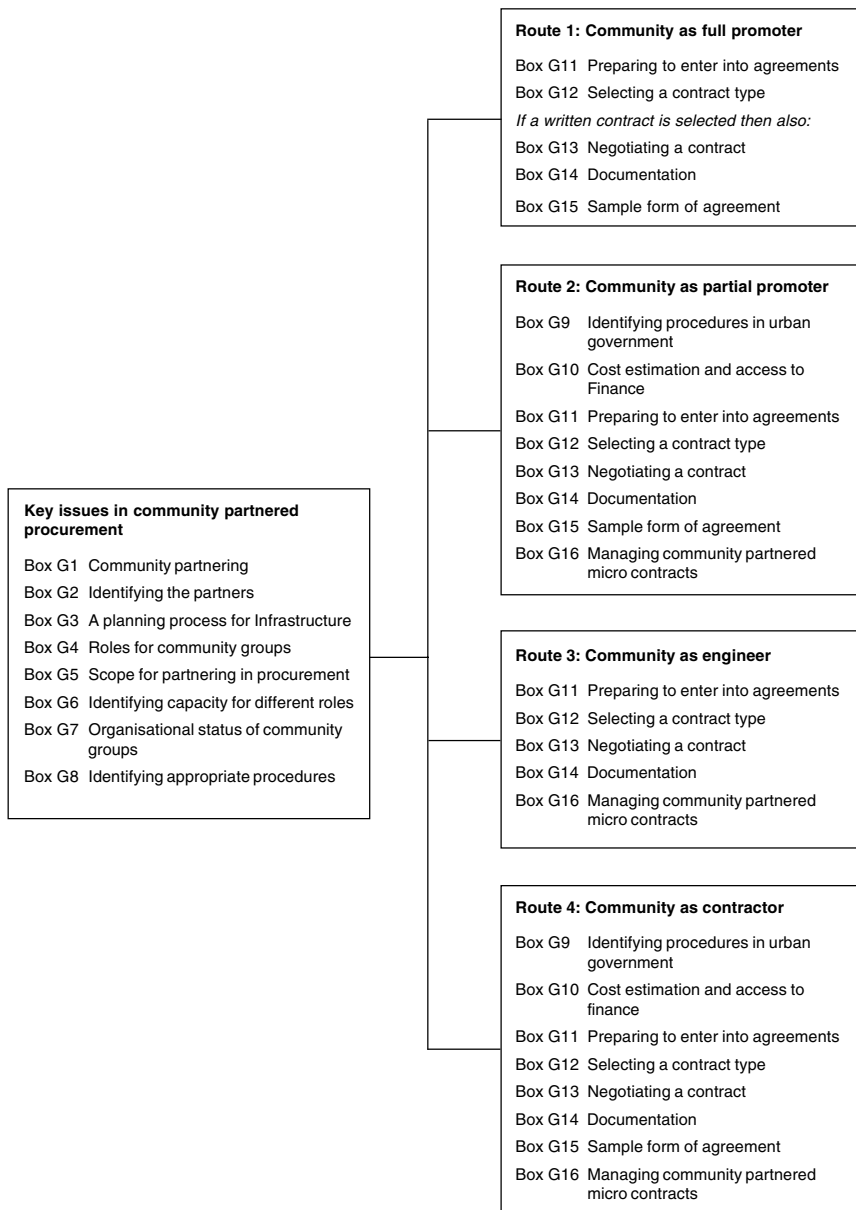 Key issues in community partnered
procurement
Box G1 Community partnering
Box G2 Identifying the partners
Box G3 A planning process for Infrastructure
Box G4 Roles for community groups
Box G5 Scope for partnering in procurement
Box G6 Identifying capacity for different roles
Box G7 Organisational status of community
groups
Box G8 Identifying appropriate procedures
Route 1: Community as full promoter
Box G11 Preparing to enter into agreements
Box G12 Selecting a contract type
If a written contract is selected then also:
Box G13 Negotiating a contract
Box G14 Documentation
Box G15 Sample form of agreement
Route 2: Community as partial promoter
Box G9 Identifying procedures in urban
government
Box G10 Cost estimation and access to
Finance
Box G11 Preparing to enter into agreements
Box G12 Selecting a contract type
Box G13 Negotiating a contract
Box G14 Documentation
Box G15 Sample form of agreement
Box G16 Managing community partnered
micro contracts
Route 3: Community as engineer
Box G11 Preparing to enter into agreements
Box G12 Selecting a contract type
Box G13 Negotiating a contract
Box G14 Documentation
Box G16 Managing community partnered
micro contracts
Route 4: Community as contractor
Box G9 Identifying procedures in urban
government
Box G10 Cost estimation and access to
finance
Box G11 Preparing to enter into agreements
Box G12 Selecting a contract type
Box G13 Negotiating a contract
Box G14 Documentation
Box G15 Sample form of agreement
Box G16 Managing community partnered
micro contracts